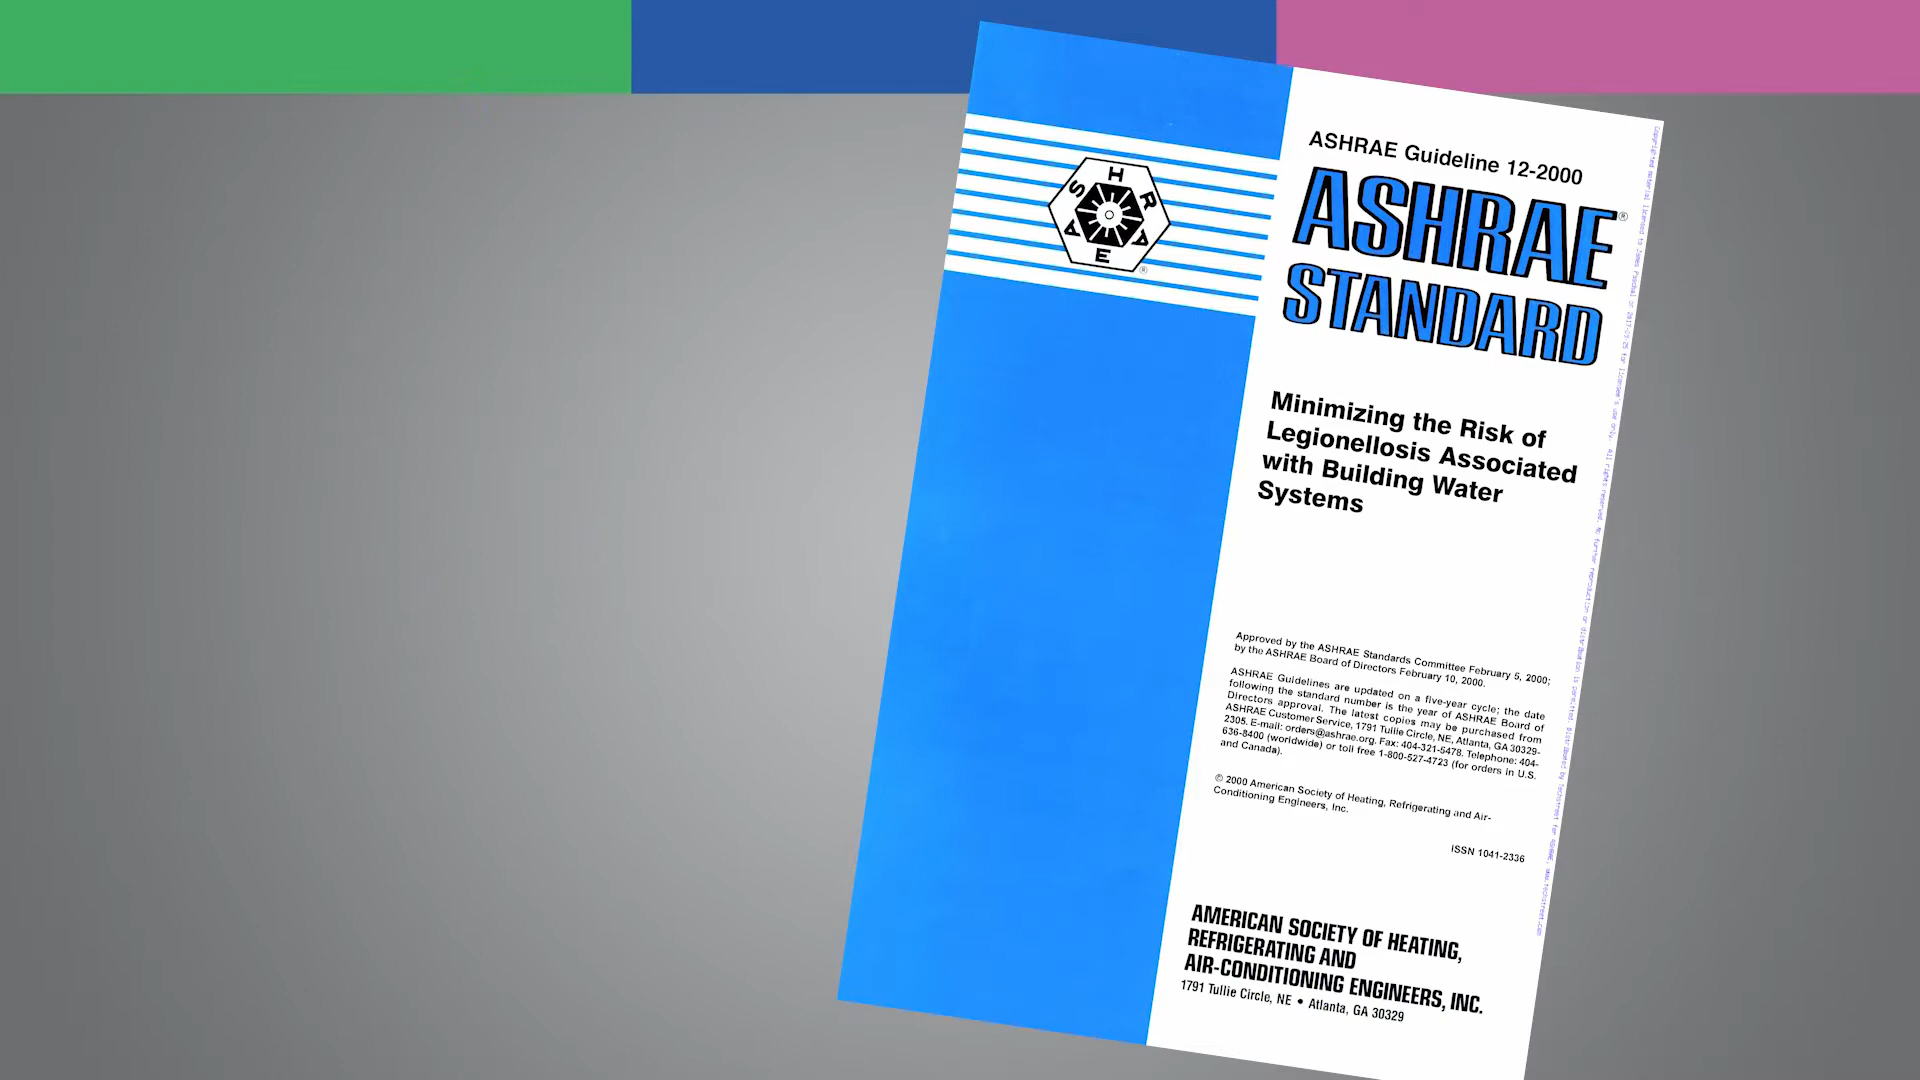 ASHRAE Guideline 12-2000
ASHRAE®
STANDARD
ASHRAE
®
Minimizing the Risk of
Legionellosis Associated
with Building Water
Systems
Approved by the ASHRAE Standards Committee February 5, 2000;
by the ASHRAE Board of Directors February 10, 2000.
ASHRAE Guidelines are updated on a five-year cycle; the date
following the standard number is the year of ASHRAE Board of
Directors approval. The latest copies may be purchased from
ASHRAE Customer Service, 1791 Tullie Circle, NE, Atlanta, GA 30329-
2305. E-mail: orders@ashrae.org. Fax: 404-321-5478. Telephone: 404-
636-8400 (worldwide) or toll free 1-800-527-4723 (for orders in U.S.
and Canada).
© 2000 American Society of Heating, Refrigerating and Air-
Conditioning Engineers, Inc.
ISSN 1041-2336
AMERICAN SOCIETY OF HEATING,
REFRIGERATING AND
AIR-CONDITIONING ENGINEERS, INC.
1791 Tullie Circle, NE • Atlanta, GA 30329